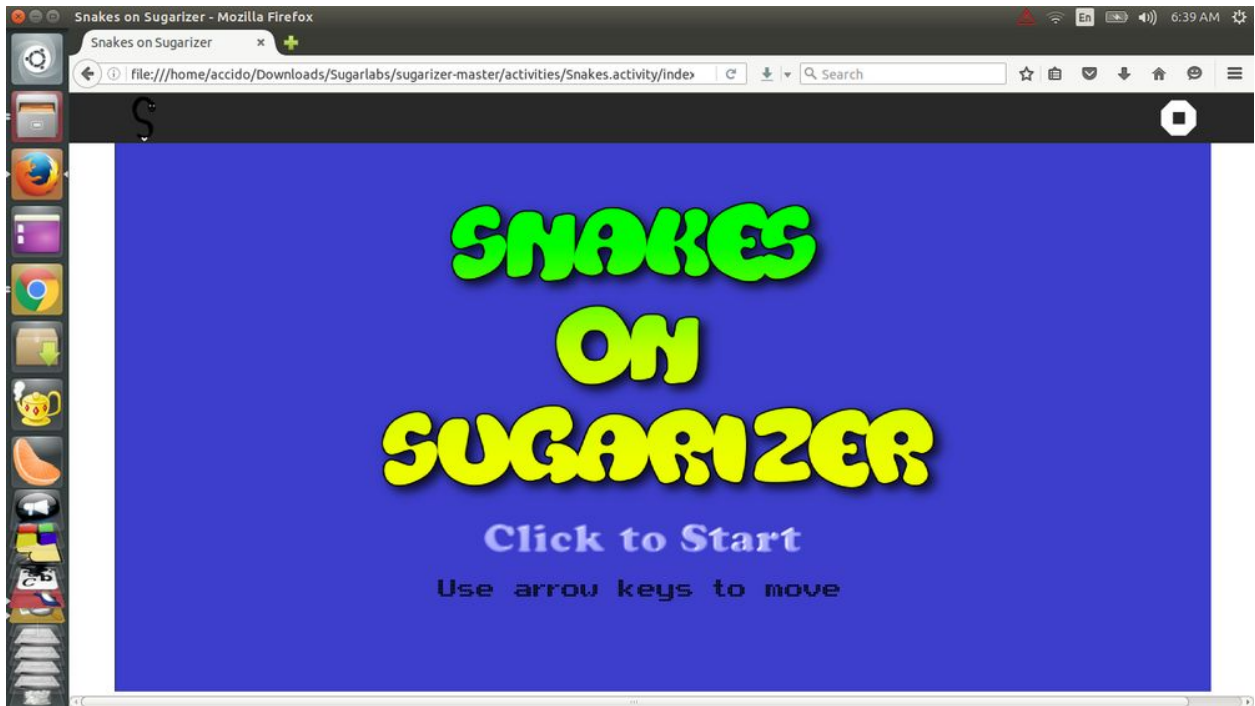 Snakes on Sugarizer - Mozilla Firefox
En
6:39 AM
Snakes on Sugarizer
file:///home/accido/Downloads/Sugarlabs/sugarizer-master/activities/Snakes.activity/index
Search
SNAKES
ON
SUGARIZER
Click to Start
Use arrow keys to move